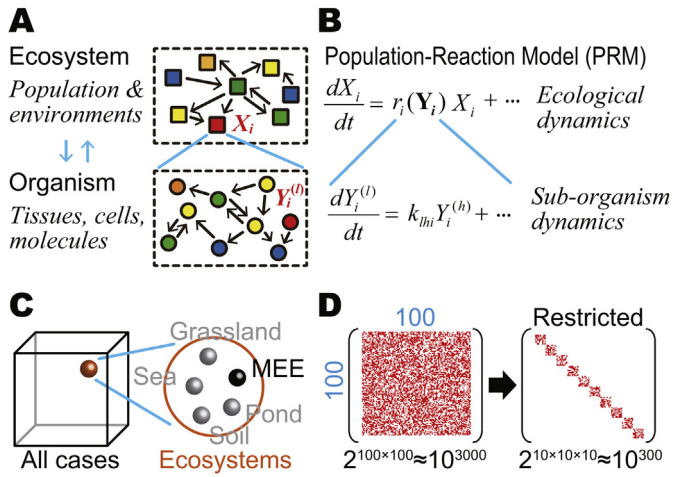 A
Ecosystem
Population &
environments
Organism
Tissues, cells,
molecules
X_i
Y_i^(l)
B
Population-Reaction Model (PRM)
dX_i/dt = r_i(Y_i) X_i + ··· Ecological
dynamics
dY_i^(l)/dt = k_lhi Y_i^(h) + ··· Sub-organism
dynamics
C
Grassland
MEE
Sea
Pond
Soil
All cases
Ecosystems
D
100
Restricted
100
2^100×100≈10^3000
2^10×10×10≈10^300